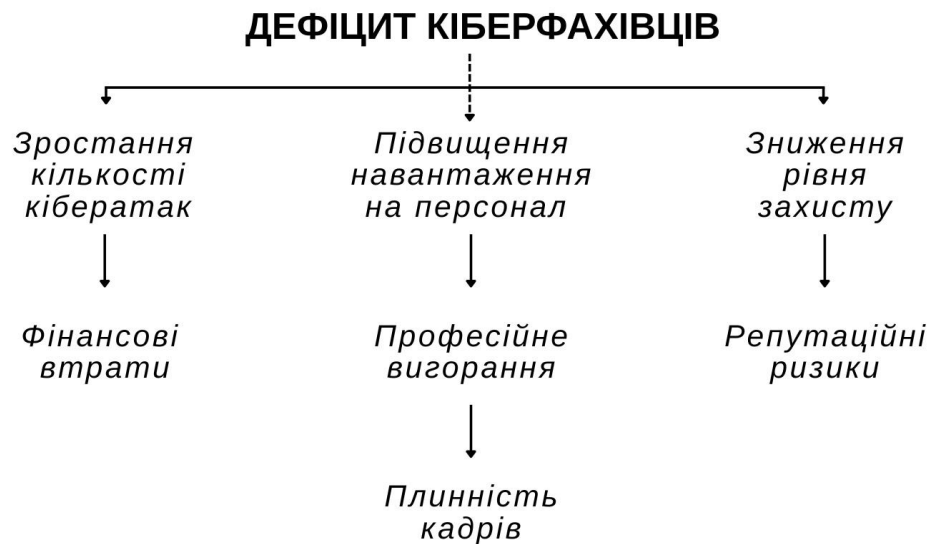 ДЕФІЦИТ КІБЕРФАХІВЦІВ
Зростання
кількості
кібератак
Підвищення
навантаження
на персонал
Зниження
рівня
захисту
Фінансові
втрати
Професійне
вигорання
Репутаційні
ризики
Плинність
кадрів